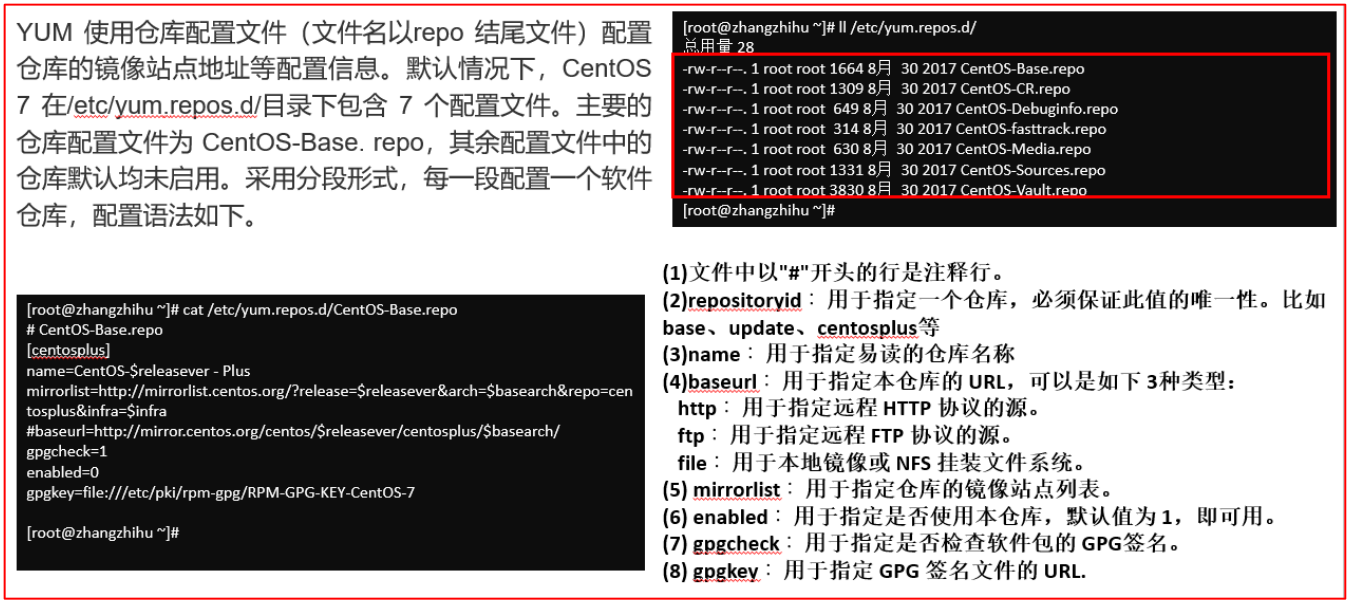 YUM 使用仓库配置文件（文件名以repo 结尾文件）配置
仓库的镜像站点地址等配置信息。默认情况下，CentOS
7 在/etc/yum.repos.d/目录下包含 7 个配置文件。主要的
仓库配置文件为 CentOS-Base. repo，其余配置文件中的
仓库默认均未启用。采用分段形式，每一段配置一个软件
仓库，配置语法如下。
[root@zhangzhihu ~]# ll /etc/yum.repos.d/
总用量 28
-rw-r--r--. 1 root root 1664 8月  30 2017 CentOS-Base.repo
-rw-r--r--. 1 root root 1309 8月  30 2017 CentOS-CR.repo
-rw-r--r--. 1 root root  649 8月  30 2017 CentOS-Debuginfo.repo
-rw-r--r--. 1 root root  314 8月  30 2017 CentOS-fasttrack.repo
-rw-r--r--. 1 root root  630 8月  30 2017 CentOS-Media.repo
-rw-r--r--. 1 root root 1331 8月  30 2017 CentOS-Sources.repo
-rw-r--r--. 1 root root 3830 8月  30 2017 CentOS-Vault.repo
[root@zhangzhihu ~]#
[root@zhangzhihu ~]# cat /etc/yum.repos.d/CentOS-Base.repo
# CentOS-Base.repo
[centosplus]
name=CentOS-$releasever - Plus
mirrorlist=http://mirrorlist.centos.org/?release=$releasever&arch=$basearch&repo=cen
tosplus&infra=$infra
#baseurl=http://mirror.centos.org/centos/$releasever/centosplus/$basearch/
gpgcheck=1
enabled=0
gpgkey=file:///etc/pki/rpm-gpg/RPM-GPG-KEY-CentOS-7
[root@zhangzhihu ~]#
(1)文件中以"#"开头的行是注释行。
(2)repositoryid： 用于指定一个仓库，必须保证此值的唯一性。比如
base、update、centosplus等
(3)name： 用于指定易读的仓库名称
(4)baseurl： 用于指定本仓库的 URL，可以是如下 3种类型：
http： 用于指定远程 HTTP 协议的源。
ftp： 用于指定远程 FTP 协议的源。
file： 用于本地镜像或 NFS 挂装文件系统。
(5) mirrorlist： 用于指定仓库的镜像站点列表。
(6) enabled： 用于指定是否使用本仓库，默认值为 1，即可用。
(7) gpgcheck： 用于指定是否检查软件包的 GPG签名。
(8) gpgkey： 用于指定 GPG 签名文件的 URL.